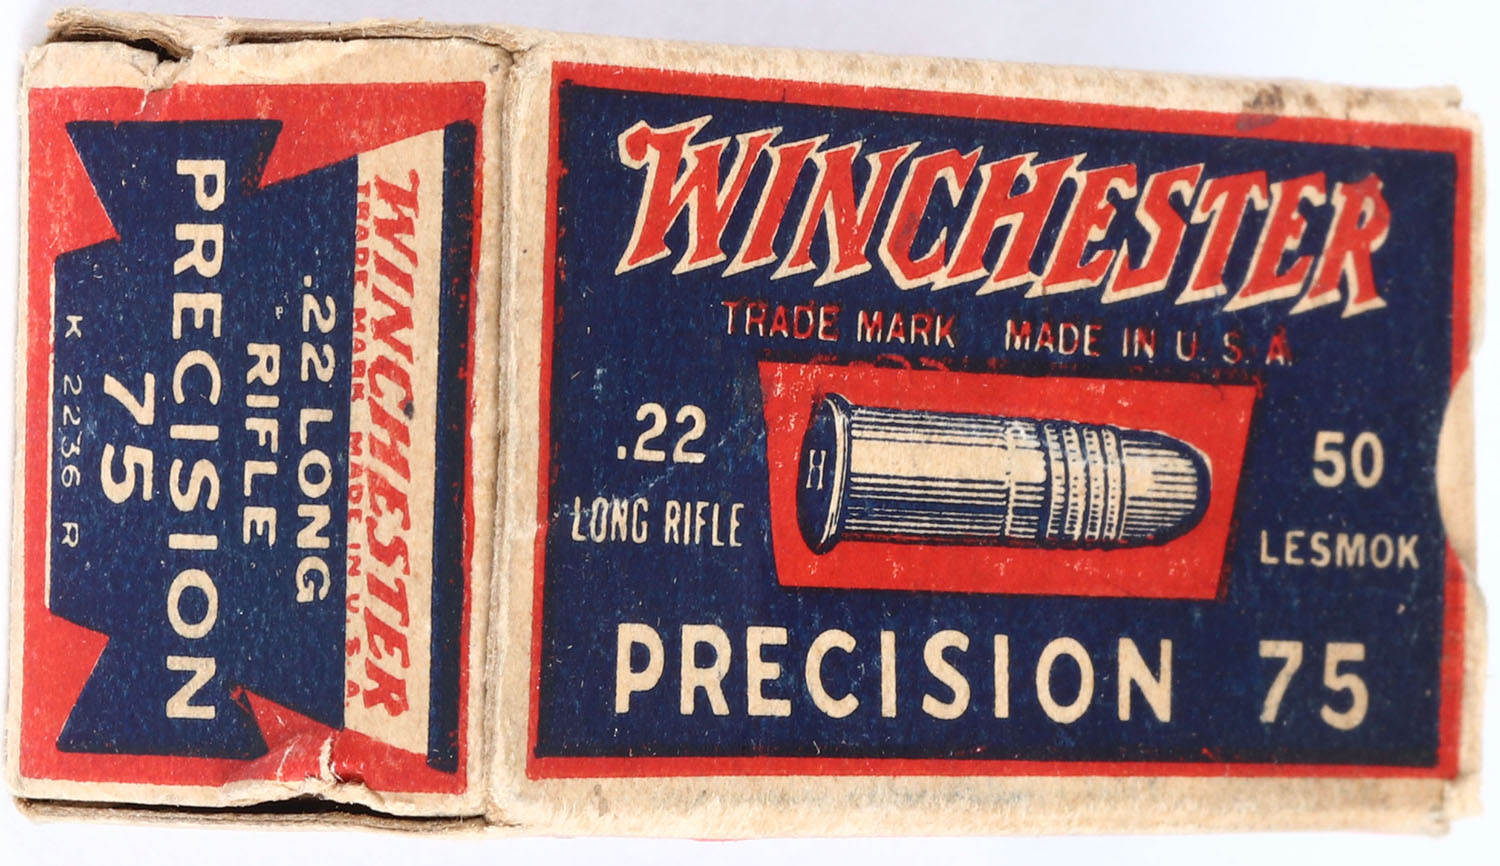 WINCHESTER
TRADE MARK MADE IN U.S.A.
.22
LONG RIFLE
H
50
LESMOK
PRECISION 75
WINCHESTER
TRADE MARK MADE IN U.S.A.
.22 LONG
RIFLE
PRECISION
75
K 2236 R